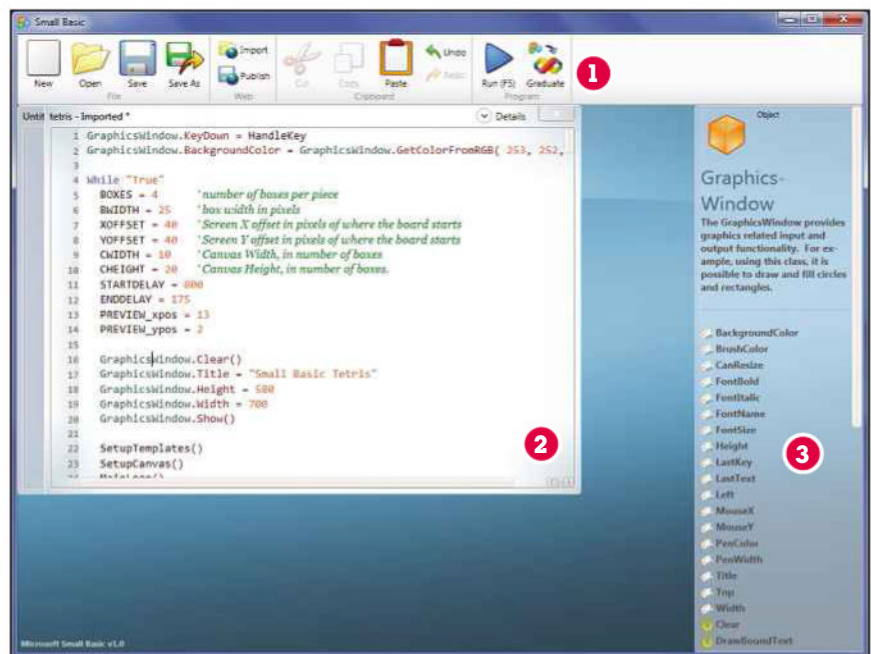 Small Basic
New Open Save Save As Import Publish Cut Copy Paste Undo Redo Run (F5) Graduate
File Web Clipboard Program
1
Untit tetris - Imported * Details
1 GraphicsWindow.KeyDown = HandleKey
2 GraphicsWindow.BackgroundColor = GraphicsWindow.GetColorFromRGB( 253, 252,
3
4 While "True"
5 BOXES = 4 'number of boxes per piece
6 BWIDTH = 25 'box width in pixels
7 XOFFSET = 40 'Screen X offset in pixels of where the board starts
8 YOFFSET = 40 'Screen Y offset in pixels of where the board starts
9 CWIDTH = 10 'Canvas Width, in number of boxes
10 CHEIGHT = 20 'Canvas Height, in number of boxes.
11 STARTDELAY = 800
12 ENDDELAY = 175
13 PREVIEW_xpos = 13
14 PREVIEW_ypos = 2
15
16 GraphicsWindow.Clear()
17 GraphicsWindow.Title = "Small Basic Tetris"
18 GraphicsWindow.Height = 580
19 GraphicsWindow.Width = 700
20 GraphicsWindow.Show()
21
22 SetupTemplates()
23 SetupCanvas()
24 MainLoop()
2
Object
Graphics-
Window
The GraphicsWindow provides
graphics related input and
output functionality. For ex-
ample, using this class, it is
possible to draw and fill circles
and rectangles.
BackgroundColor
BrushColor
CanResize
FontBold
FontItalic
FontName
FontSize
Height
3
LastKey
LastText
Left
MouseX
MouseY
PenColor
PenWidth
Title
Top
Width
Clear
DrawBoundText
Microsoft Small Basic v1.0